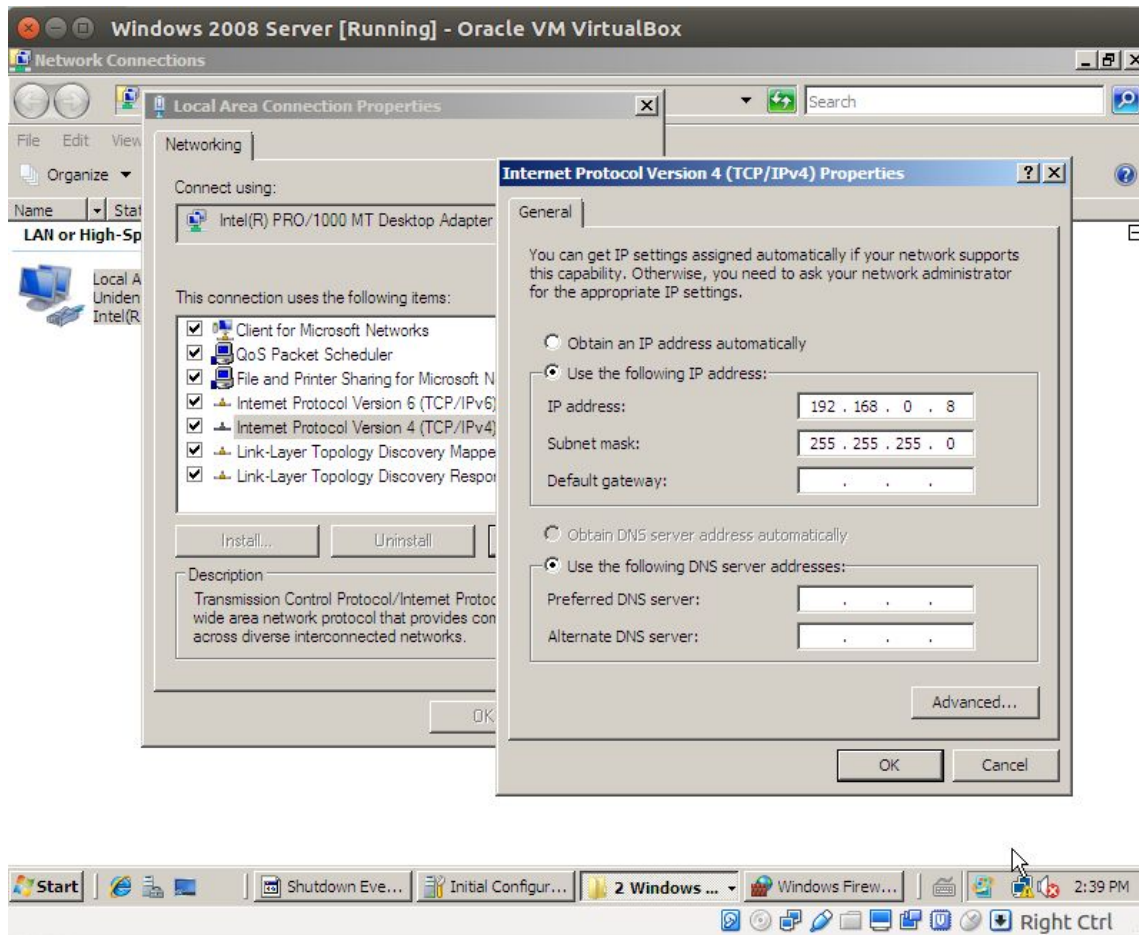 Windows 2008 Server [Running] - Oracle VM VirtualBox
Network Connections
Search
File Edit View
Organize
Name Stat
LAN or High-Sp
Local A
Uniden
Intel(R
Local Area Connection Properties
Networking
Connect using:
Intel(R) PRO/1000 MT Desktop Adapter
This connection uses the following items:
Client for Microsoft Networks
QoS Packet Scheduler
File and Printer Sharing for Microsoft N
Internet Protocol Version 6 (TCP/IPv6)
Internet Protocol Version 4 (TCP/IPv4)
Link-Layer Topology Discovery Mappe
Link-Layer Topology Discovery Respon
Install... Uninstall
Description
Transmission Control Protocol/Internet Protoc
wide area network protocol that provides com
across diverse interconnected networks.
OK
Internet Protocol Version 4 (TCP/IPv4) Properties
General
You can get IP settings assigned automatically if your network supports
this capability. Otherwise, you need to ask your network administrator
for the appropriate IP settings.
Obtain an IP address automatically
Use the following IP address:
IP address: 192 . 168 . 0 . 8
Subnet mask: 255 . 255 . 255 . 0
Default gateway: . . .
Obtain DNS server address automatically
Use the following DNS server addresses:
Preferred DNS server: . . .
Alternate DNS server: . . .
Advanced...
OK Cancel
Start Shutdown Eve... Initial Configur... 2 Windows ... Windows Firew... 2:39 PM
Right Ctrl